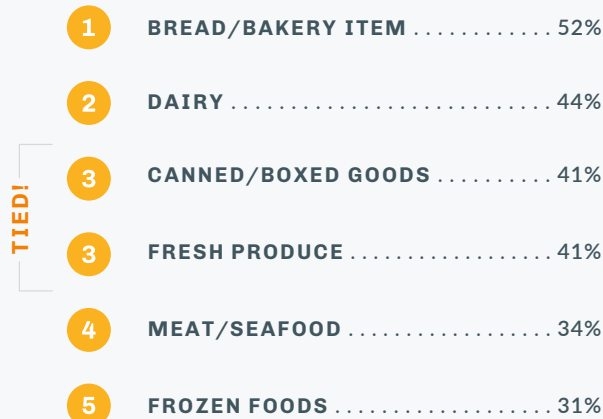 1 BREAD/BAKERY ITEM ............ 52%
2 DAIRY .............................. 44%
TIED!
3 CANNED/BOXED GOODS .......... 41%
3 FRESH PRODUCE ................... 41%
4 MEAT/SEAFOOD ................... 34%
5 FROZEN FOODS .................... 31%